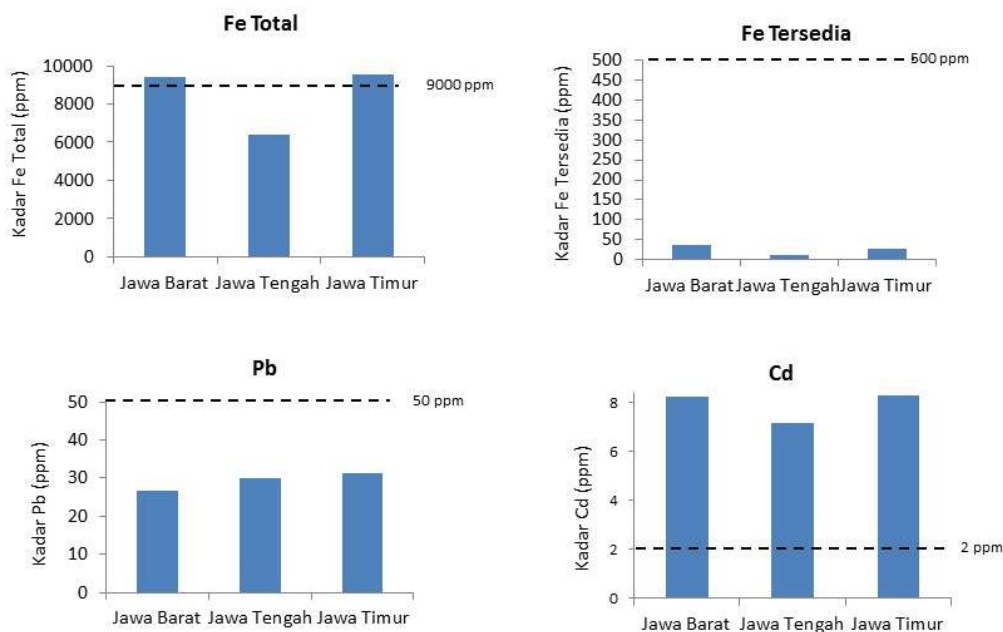 Fe Total
Kadar Fe Total (ppm)
10000
8000
6000
4000
2000
0
9000 ppm
Jawa Barat Jawa Tengah Jawa Timur
Fe Tersedia
Kadar Fe Tersedia (ppm)
500
450
400
350
300
250
200
150
100
50
0
500 ppm
Jawa Barat Jawa Tengah Jawa Timur
Pb
Kadar Pb (ppm)
50
40
30
20
10
0
50 ppm
Jawa Barat Jawa Tengah Jawa Timur
Cd
Kadar Cd (ppm)
8
6
4
2
0
2 ppm
Jawa Barat Jawa Tengah Jawa Timur